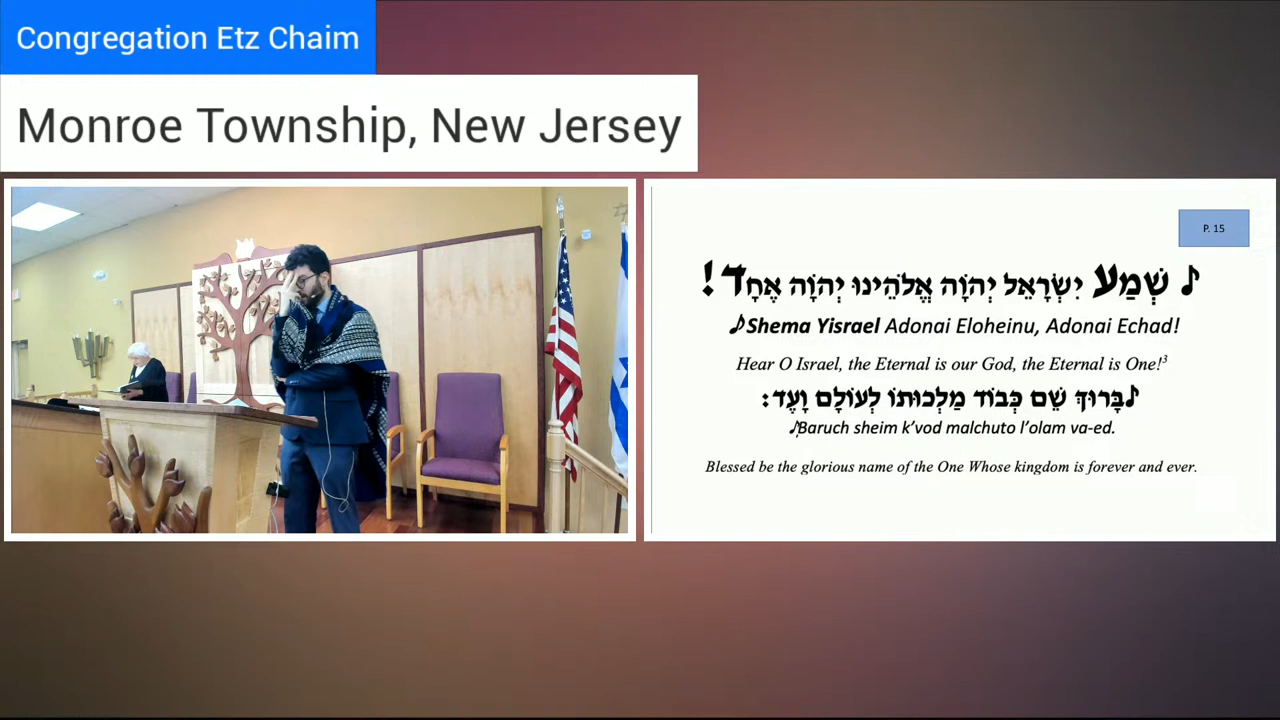 Congregation Etz Chaim
Monroe Township, New Jersey
P. 15
♪ שְׁמַע יִשְׂרָאֵל יְהֹוָה אֱלֹהֵינוּ יְהֹוָה אֶחָד!
♪Shema Yisrael Adonai Eloheinu, Adonai Echad!
Hear O Israel, the Eternal is our God, the Eternal is One!³
♪בָּרוּךְ שֵׁם כְּבוֹד מַלְכוּתוֹ לְעוֹלָם וָעֶד:
♪Baruch sheim k’vod malchuto l’olam va-ed.
Blessed be the glorious name of the One Whose kingdom is forever and ever.